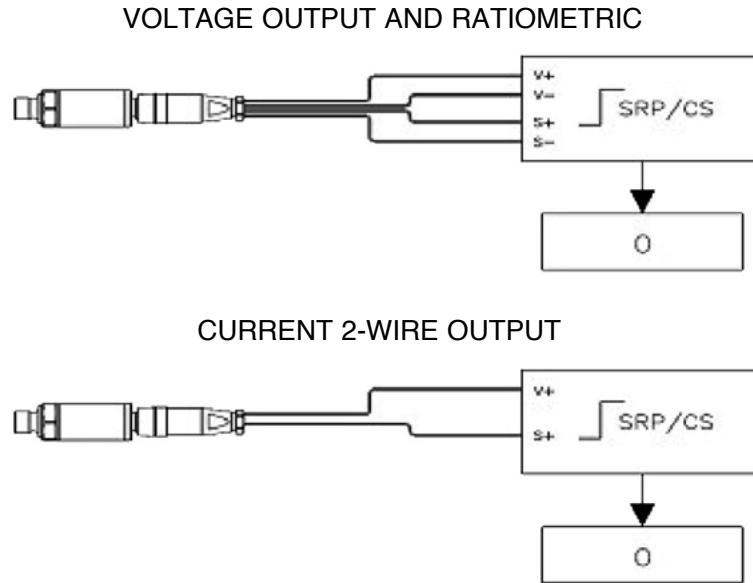 VOLTAGE OUTPUT AND RATIOMETRIC
V+
V-
S+
S-
SRP/CS
O
CURRENT 2-WIRE OUTPUT
V+
S+
SRP/CS
O